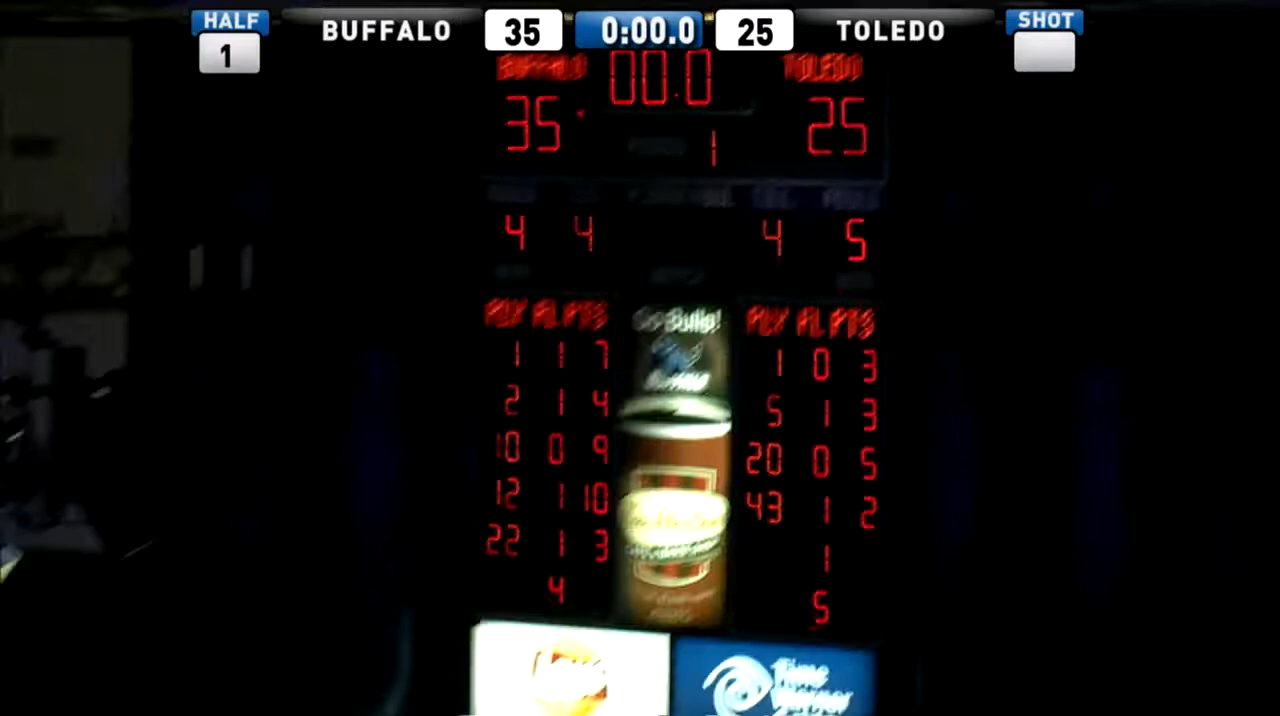 HALF BUFFALO 35 0:00.0 25 TOLEDO SHOT
1
BUFFALO 00.0 TOLEDO
35 1 25
4 4 4 5
PLY FL PTS Go Bulls! PLY FL PTS
1 1 7 1 0 3
2 1 4 5 1 3
10 0 9 20 0 5
12 1 10 43 1 2
22 1 3 1
4 5
Time
Warner